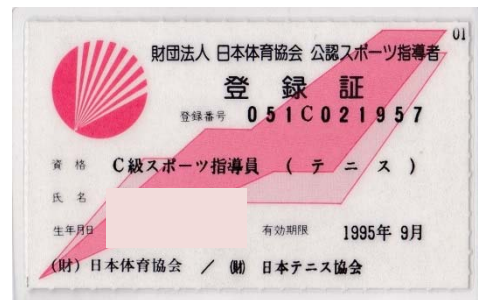 01
財団法人 日本体育協会 公認スポーツ指導者
登録証
登録番号 051C021957
資格 C級スポーツ指導員 (テニス)
氏名
生年月日 有効期限 1995年 9月
(財)日本体育協会 / ㈶ 日本テニス協会